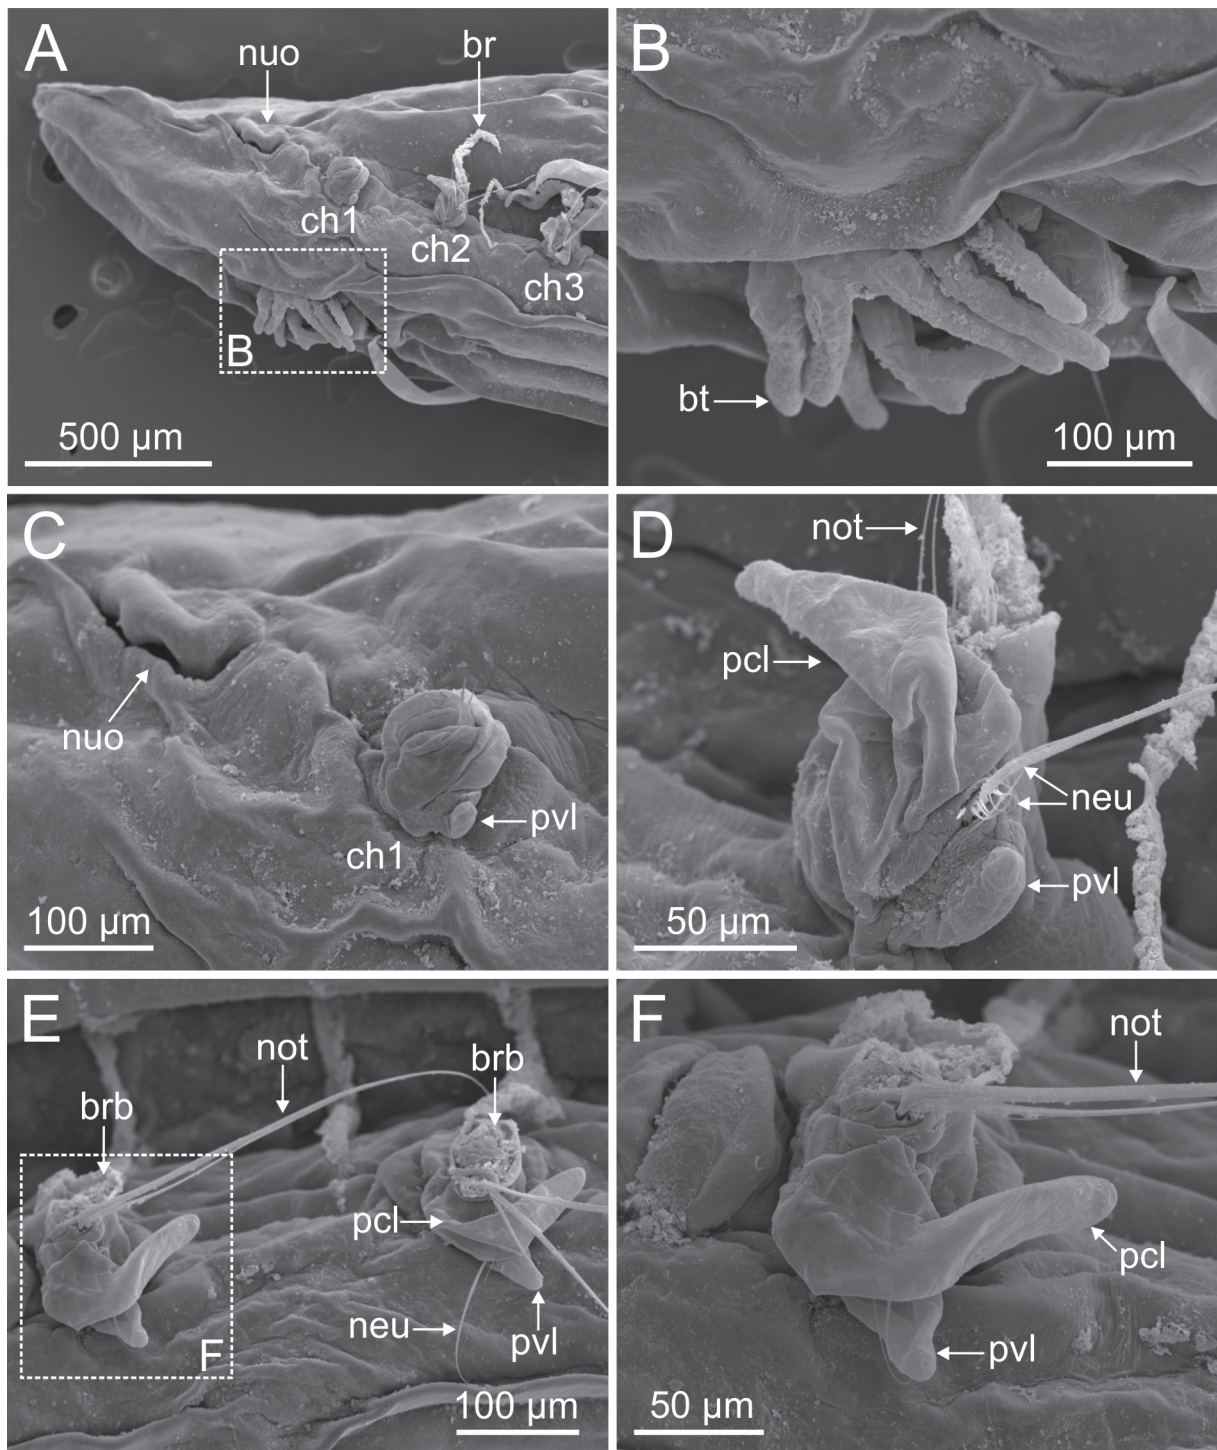 A
nuo
br
ch1
ch2
ch3
B
500 µm
B
bt
100 µm
C
nuo
pvl
ch1
100 µm
D
not
pcl
neu
pvl
50 µm
E
not
brb
brb
pcl
neu
pvl
F
100 µm
F
not
pcl
pvl
50 µm